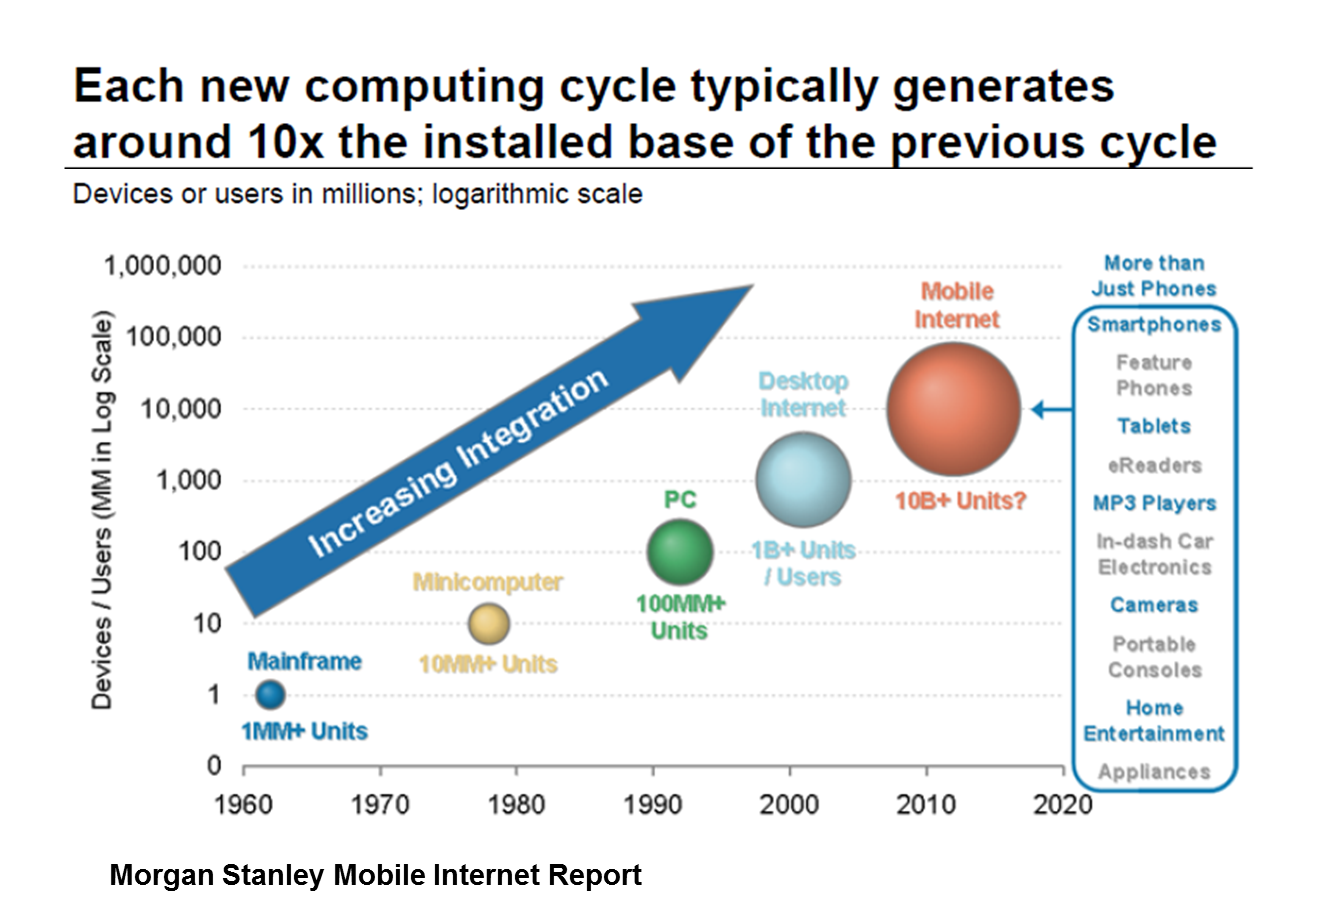 Each new computing cycle typically generates
around 10x the installed base of the previous cycle
Devices or users in millions; logarithmic scale
Devices / Users (MM in Log Scale)
1,000,000
100,000
10,000
1,000
100
10
1
0
1960
1970
1980
1990
2000
2010
2020
Increasing Integration
Mainframe
1MM+ Units
Minicomputer
10MM+ Units
PC
100MM+
Units
Desktop
Internet
1B+ Units
/ Users
Mobile
Internet
10B+ Units?
More than
Just Phones
Smartphones
Feature
Phones
Tablets
eReaders
MP3 Players
In-dash Car
Electronics
Cameras
Portable
Consoles
Home
Entertainment
Appliances
Morgan Stanley Mobile Internet Report